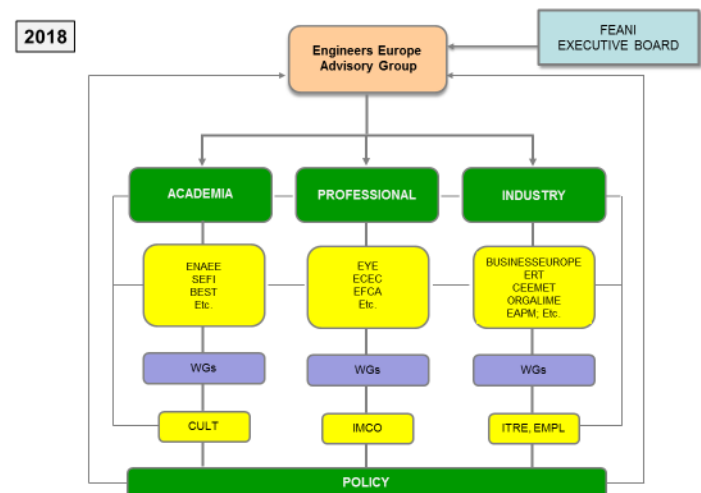 2018
FEANI
EXECUTIVE BOARD
Engineers Europe
Advisory Group
ACADEMIA
PROFESSIONAL
INDUSTRY
ENAEE
SEFI
BEST
Etc.
EYE
ECEC
EFCA
Etc.
BUSINESSEUROPE
ERT
CEEMET
ORGALIME
EAPM; Etc.
WGs
WGs
WGs
CULT
IMCO
ITRE, EMPL
POLICY